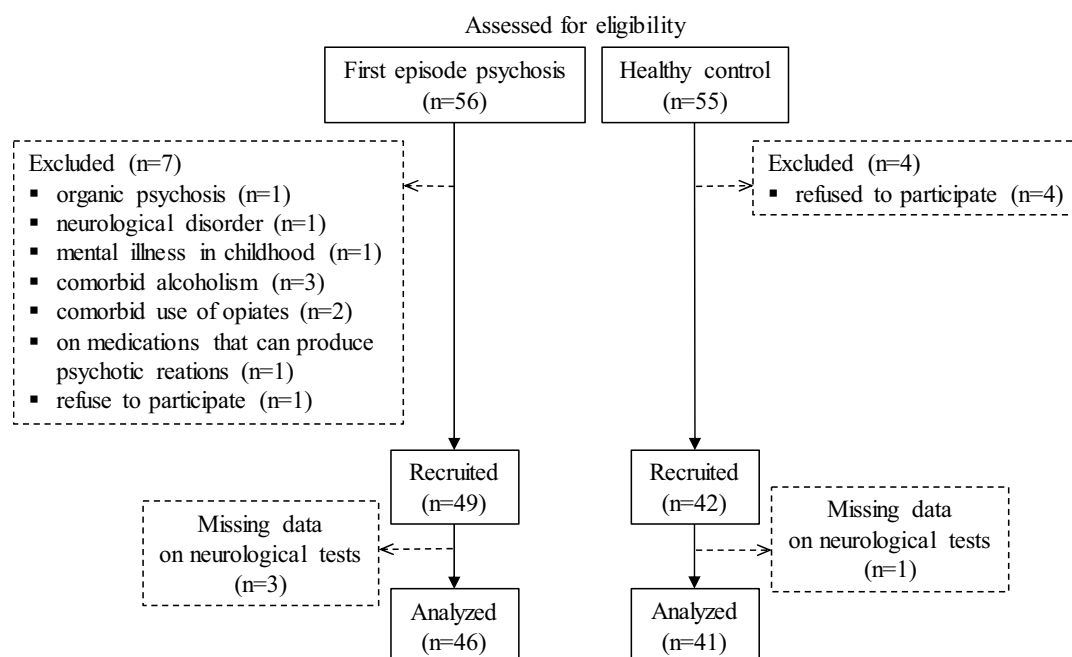 Assessed for eligibility
First episode psychosis
(n=56)
Healthy control
(n=55)
Excluded (n=7)
▪ organic psychosis (n=1)
▪ neurological disorder (n=1)
▪ mental illness in childhood (n=1)
▪ comorbid alcoholism (n=3)
▪ comorbid use of opiates (n=2)
▪ on medications that can produce
psychotic reations (n=1)
▪ refuse to participate (n=1)
Excluded (n=4)
▪ refused to participate (n=4)
Recruited
(n=49)
Recruited
(n=42)
Missing data
on neurological tests
(n=3)
Missing data
on neurological tests
(n=1)
Analyzed
(n=46)
Analyzed
(n=41)